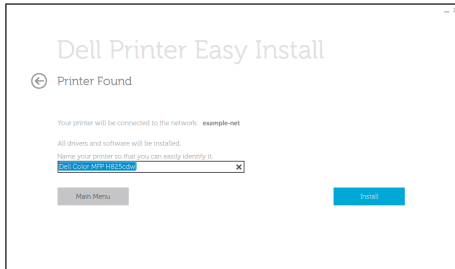 Dell Printer Easy Install
Printer Found
Your printer will be connected to the network: example-net
All drivers and software will be installed.
Name your printer so that you can easily identify it.
Dell Color MFP H825cdw
Main Menu
Install